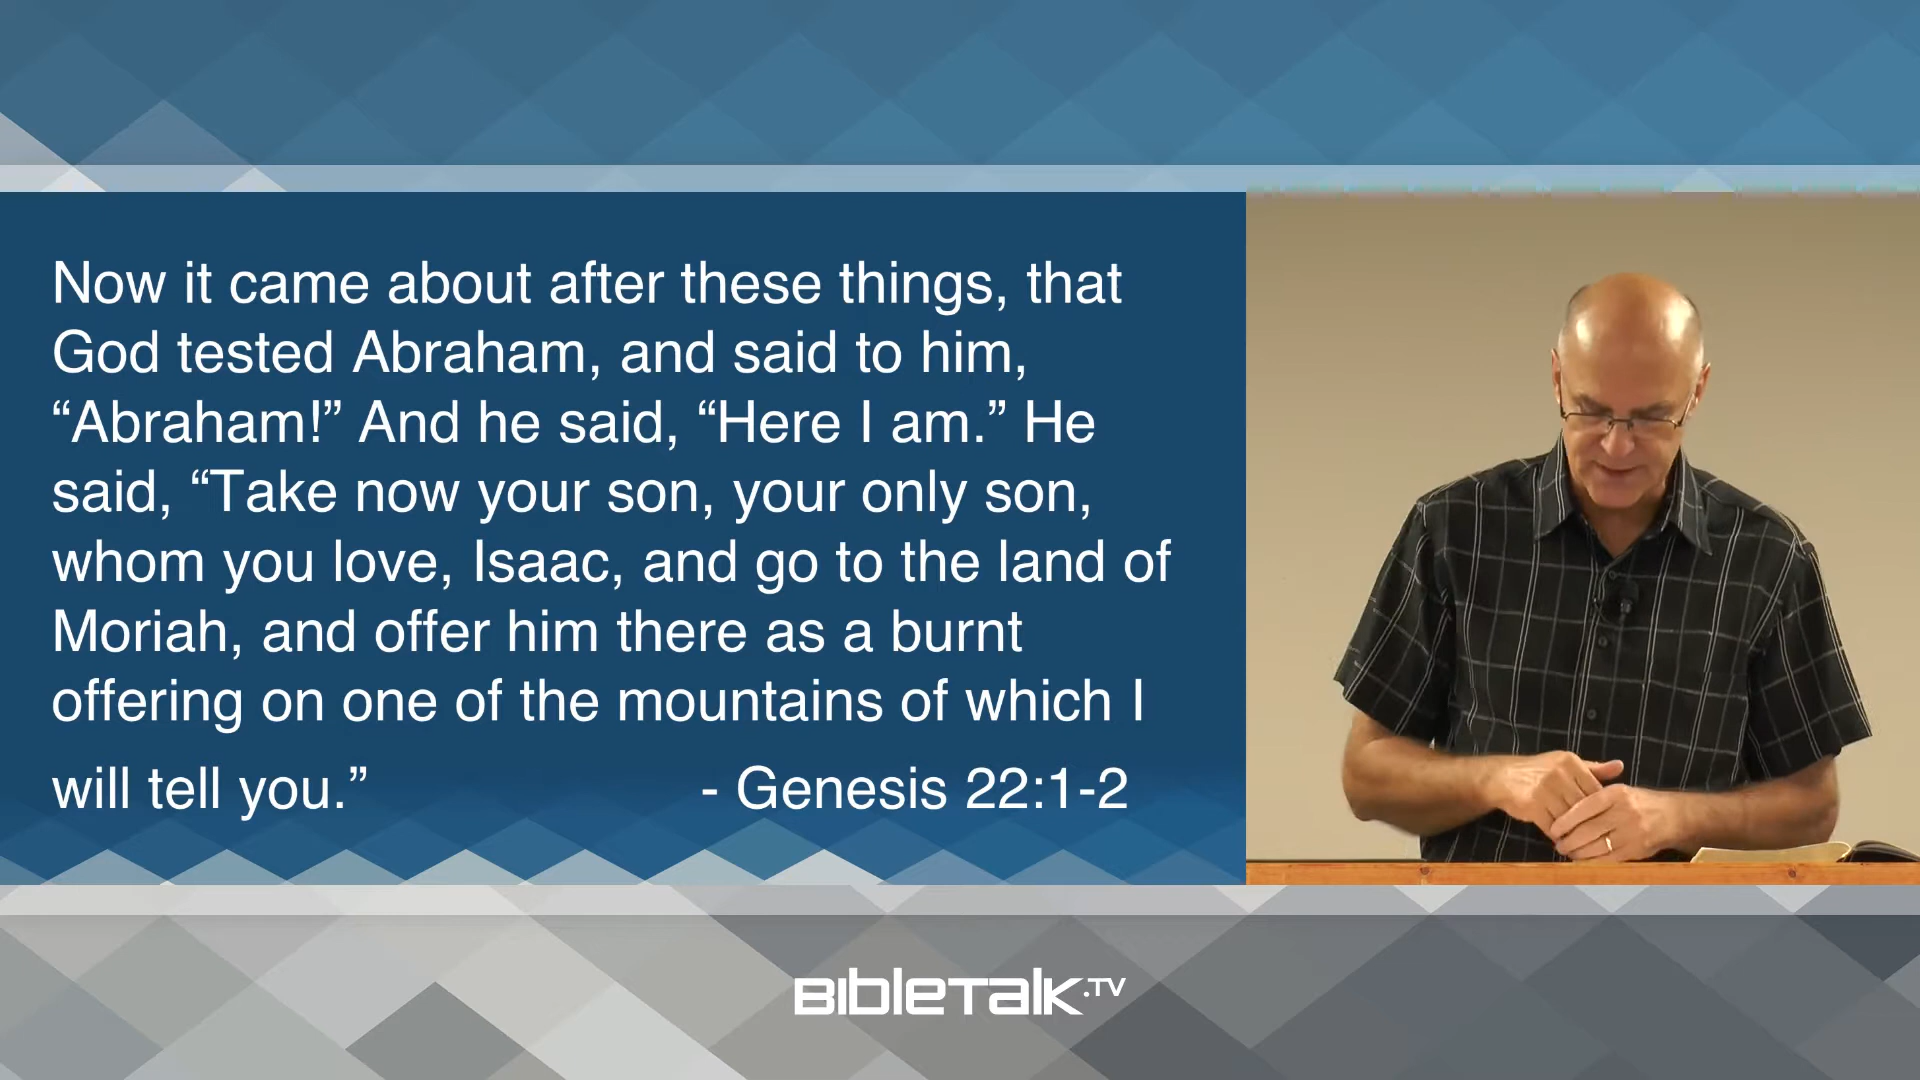 Now it came about after these things, that
God tested Abraham, and said to him,
“Abraham!” And he said, “Here I am.” He
said, “Take now your son, your only son,
whom you love, Isaac, and go to the land of
Moriah, and offer him there as a burnt
offering on one of the mountains of which I
will tell you.” - Genesis 22:1-2
BIBLETALK.TV